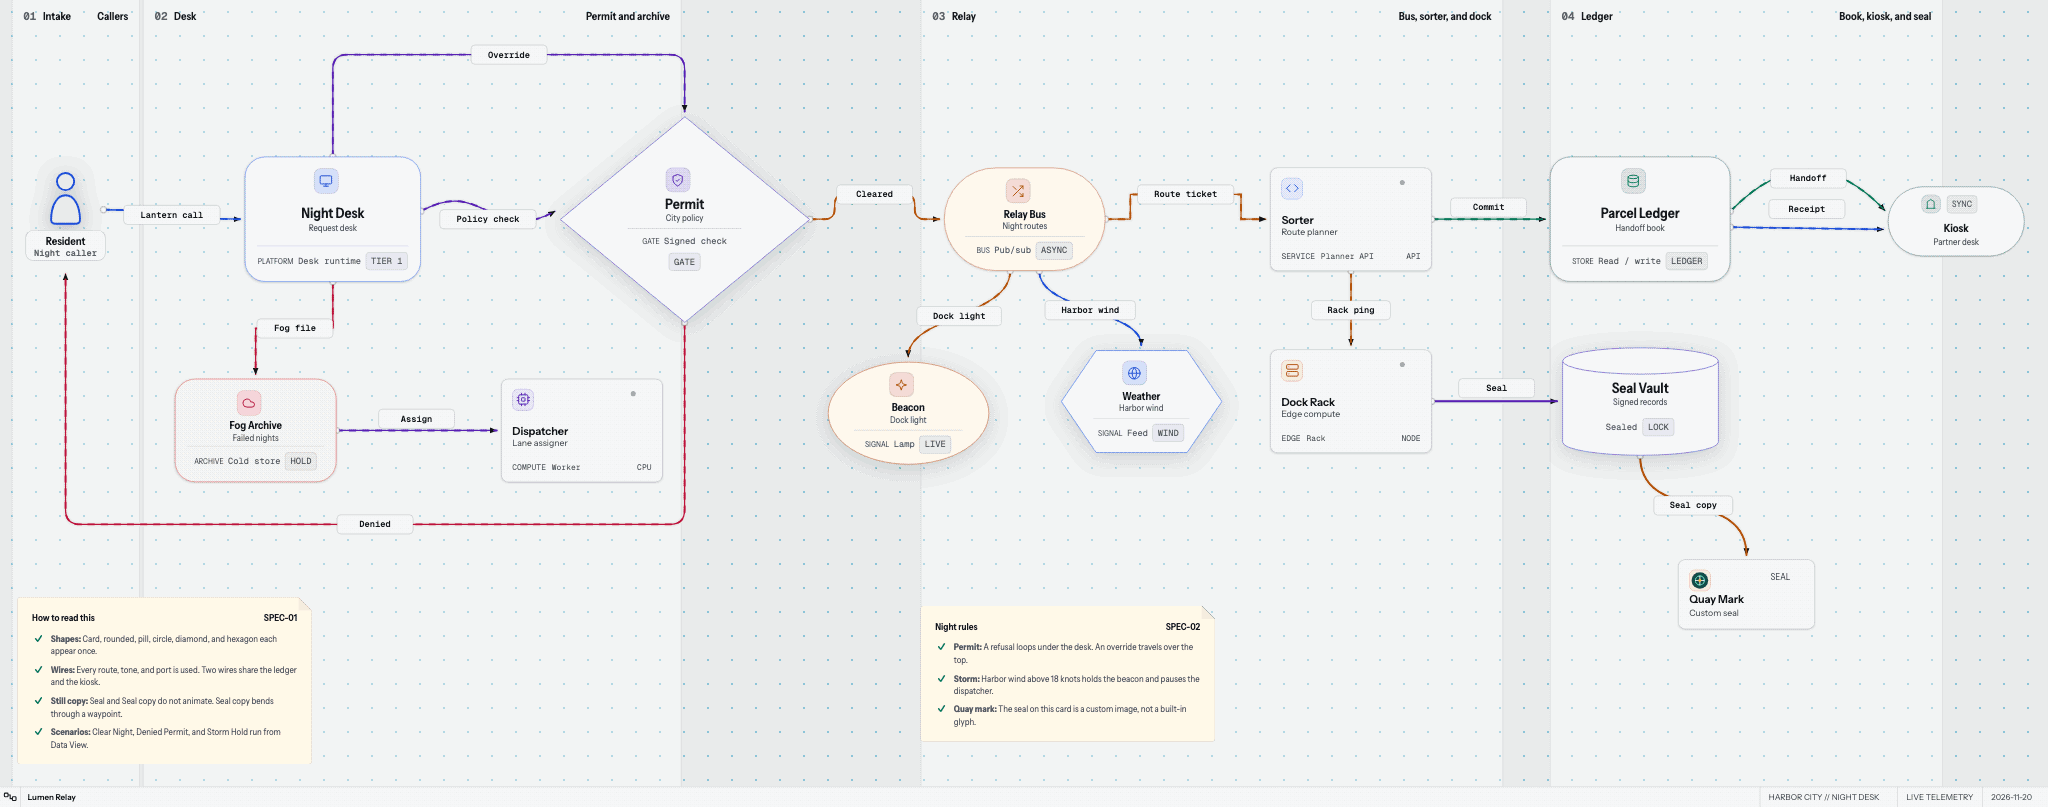 01 Intake Callers
02 Desk Permit and archive
03 Relay Bus, sorter, and dock
04 Ledger Book, kiosk, and seal
Override
Resident
Night caller
Lantern call
Night Desk
Request desk
PLATFORM Desk runtime TIER 1
Policy check
Permit
City policy
GATE Signed check
GATE
Cleared
Relay Bus
Night routes
BUS Pub/sub ASYNC
Route ticket
Sorter
Route planner
SERVICE Planner API API
Commit
Parcel Ledger
Handoff book
STORE Read / write LEDGER
Handoff
Receipt
SYNC
Kiosk
Partner desk
Fog file
Dock light
Harbor wind
Rack ping
Fog Archive
Failed nights
ARCHIVE Cold store HOLD
Assign
Dispatcher
Lane assigner
COMPUTE Worker CPU
Beacon
Dock light
SIGNAL Lamp LIVE
Weather
Harbor wind
SIGNAL Feed WIND
Dock Rack
Edge compute
EDGE Rack NODE
Seal
Seal Vault
Signed records
Sealed LOCK
Denied
Seal copy
SEAL
Quay Mark
Custom seal
How to read this SPEC-01
Shapes: Card, rounded, pill, circle, diamond, and hexagon each
appear once.
Wires: Every route, tone, and port is used. Two wires share the ledger
and the kiosk.
Still copy: Seal and Seal copy do not animate. Seal copy bends
through a waypoint.
Scenarios: Clear Night, Denied Permit, and Storm Hold run from
Data View.
Night rules SPEC-02
Permit: A refusal loops under the desk. An override travels over the
top.
Storm: Harbor wind above 18 knots holds the beacon and pauses the
dispatcher.
Quay mark: The seal on this card is a custom image, not a built-in
glyph.
Lumen Relay
HARBOR CITY // NIGHT DESK
LIVE TELEMETRY
2026-11-20